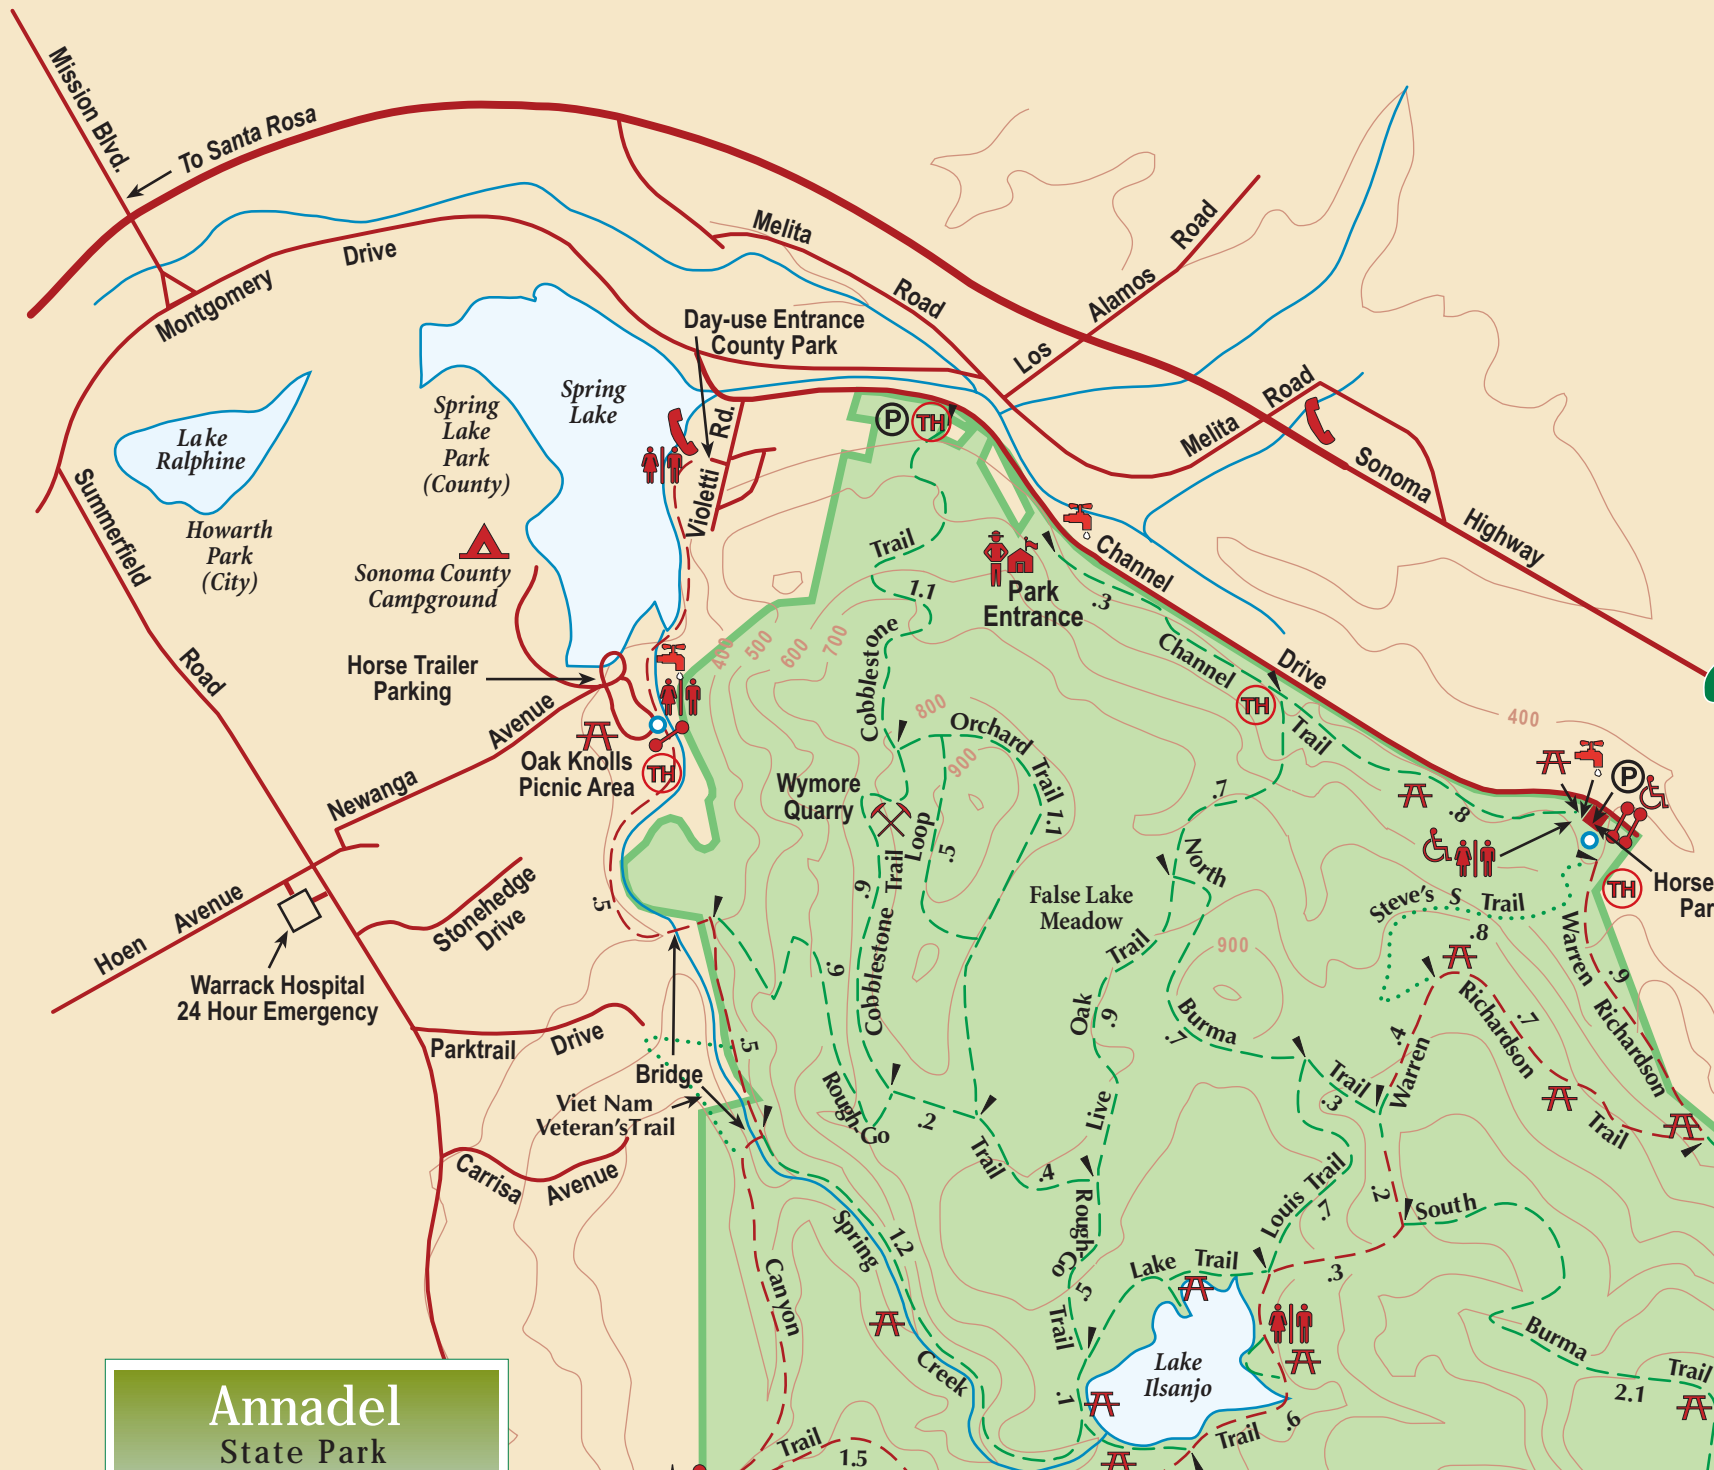 Mission Blvd.
To Santa Rosa
Montgomery
Drive
Melita
Road
Los
Alamos
Road
Melita
Road
Sonoma
Highway
Day-use Entrance
County Park
Violetti
Rd.
Spring
Lake
Spring
Lake
Park
(County)
Lake
Ralphine
Howarth
Park
(City)
Sonoma County
Campground
Summerfield
Road
Horse Trailer
Parking
Newanga
Avenue
Oak Knolls
Picnic Area
TH
Hoen
Avenue
Stonehedge
Drive
Warrack Hospital
24 Hour Emergency
Parktrail
Drive
Bridge
Viet Nam
Veteran'sTrail
Carrisa
Avenue
P
TH
Park
Entrance
Channel
Drive
.3
Channel
Trail
TH
.8
Trail
1.1
Cobblestone
400
500
600
700
800
900
Orchard
Trail
1.1
Loop
.5
Wymore
Quarry
.9
Cobblestone
Trail
False Lake
Meadow
.7
North
Burma
.7
Trail
.3
900
400
P
TH
Horse
Par
Steve's S Trail
.8
Warren
Richardson
.9
Richardson
.7
Trail
Warren
.4
.2
Oak
Trail
.9
Live
.5
.5
.9
Rough-Go
.2
Trail
.4
Rough-Go
.5
Trail
.1
Louis Trail
.7
South
Burma
Trail
2.1
Lake Trail
.3
Lake
Ilsanjo
Trail
.6
Spring
Creek
1.2
Canyon
Trail
1.5
Annadel
State Park